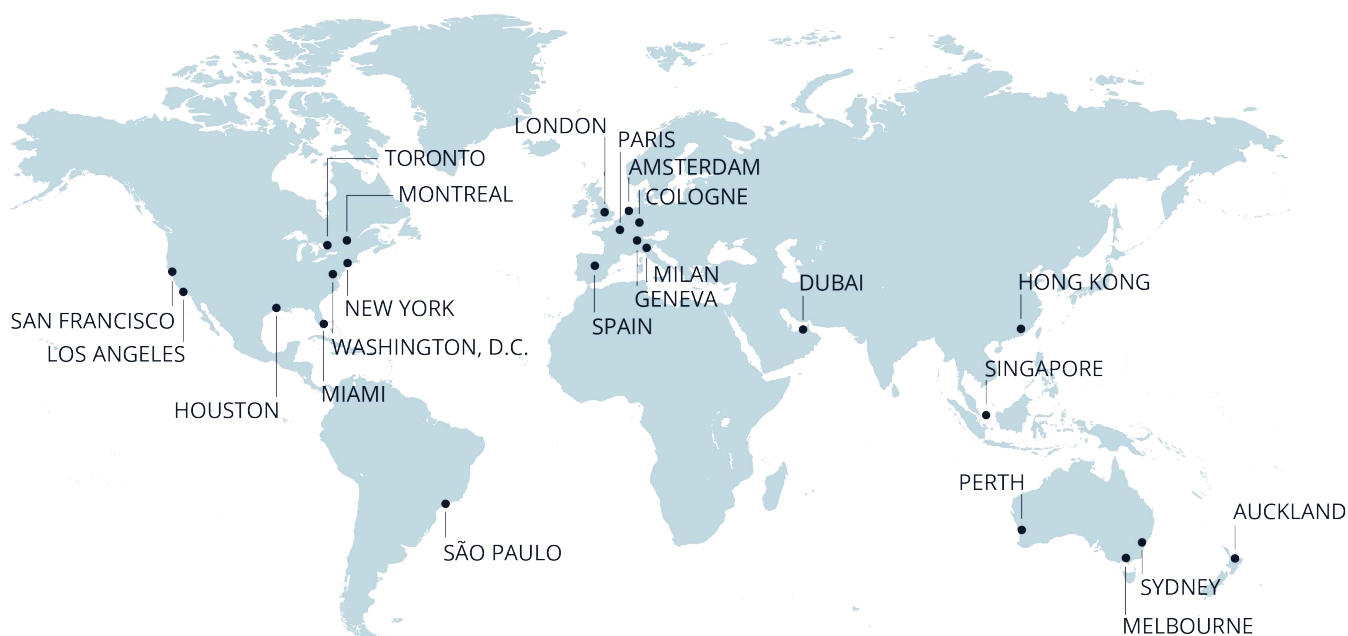 LONDON
PARIS
TORONTO
AMSTERDAM
MONTREAL
COLOGNE
MILAN
DUBAI
HONG KONG
GENEVA
NEW YORK
SAN FRANCISCO
SPAIN
WASHINGTON, D.C.
LOS ANGELES
SINGAPORE
MIAMI
HOUSTON
PERTH
AUCKLAND
SÃO PAULO
SYDNEY
MELBOURNE